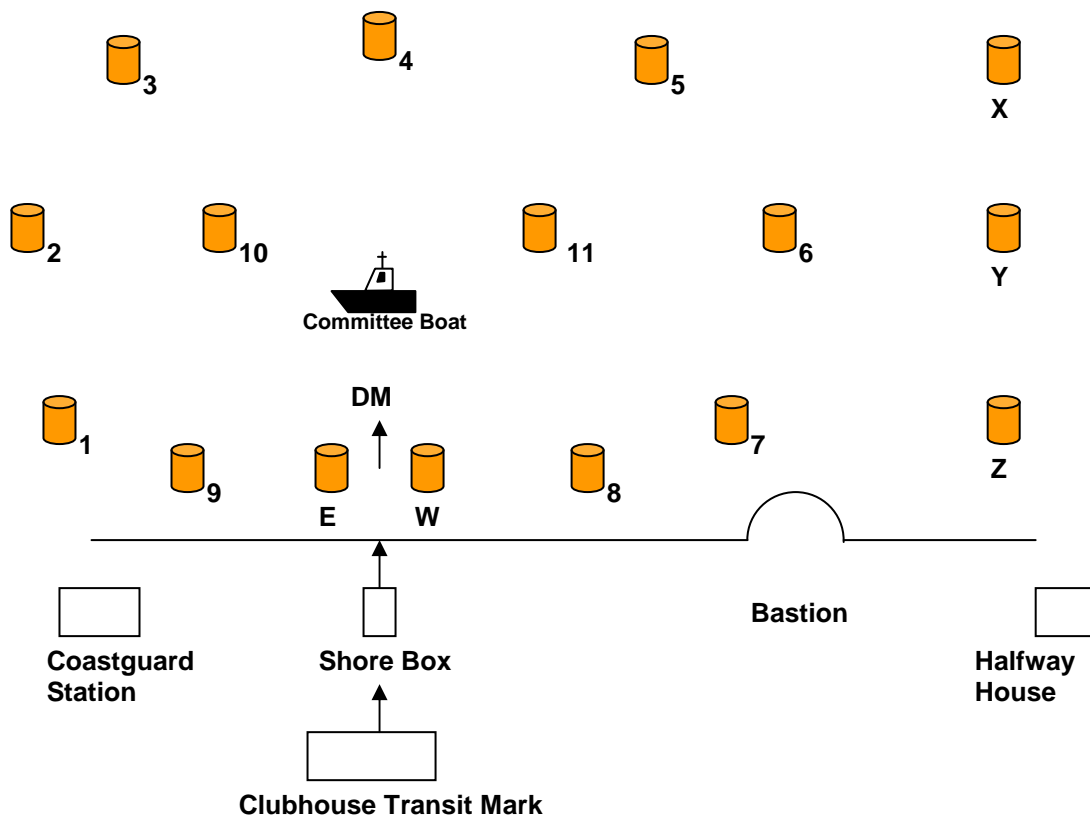 3
4
5
X
2
10
11
6
Y
Committee Boat
DM
1
7
9
8
Z
E
W
Bastion
Coastguard
Station
Shore Box
Halfway
House
Clubhouse Transit Mark